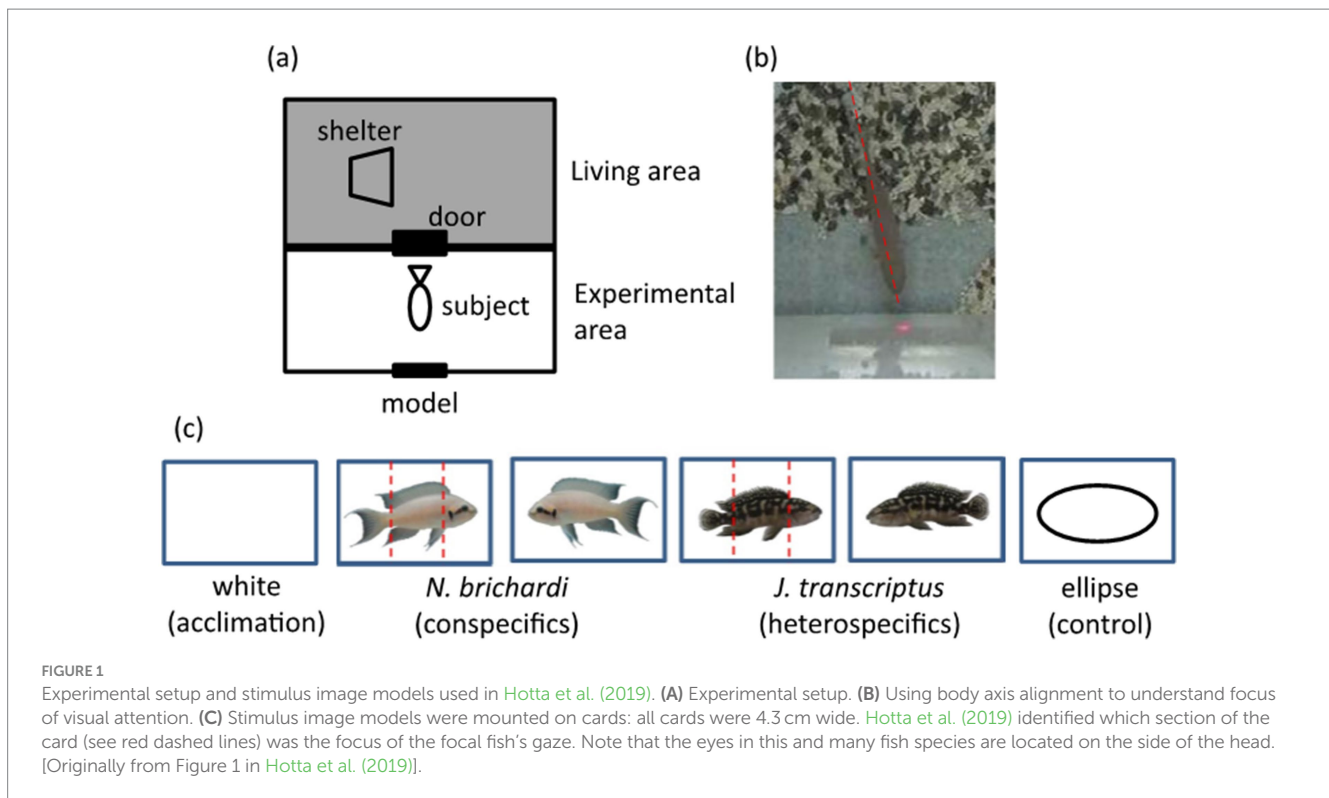 (a)
shelter
door
Living area
subject
Experimental
area
model
(b)
(c)
white
(acclimation)
N. brichardi
(conspecifics)
J. transcriptus
(heterospecifics)
ellipse
(control)
FIGURE 1
Experimental setup and stimulus image models used in Hotta et al. (2019). (A) Experimental setup. (B) Using body axis alignment to understand focus
of visual attention. (C) Stimulus image models were mounted on cards: all cards were 4.3 cm wide. Hotta et al. (2019) identified which section of the
card (see red dashed lines) was the focus of the focal fish's gaze. Note that the eyes in this and many fish species are located on the side of the head.
[Originally from Figure 1 in Hotta et al. (2019)].